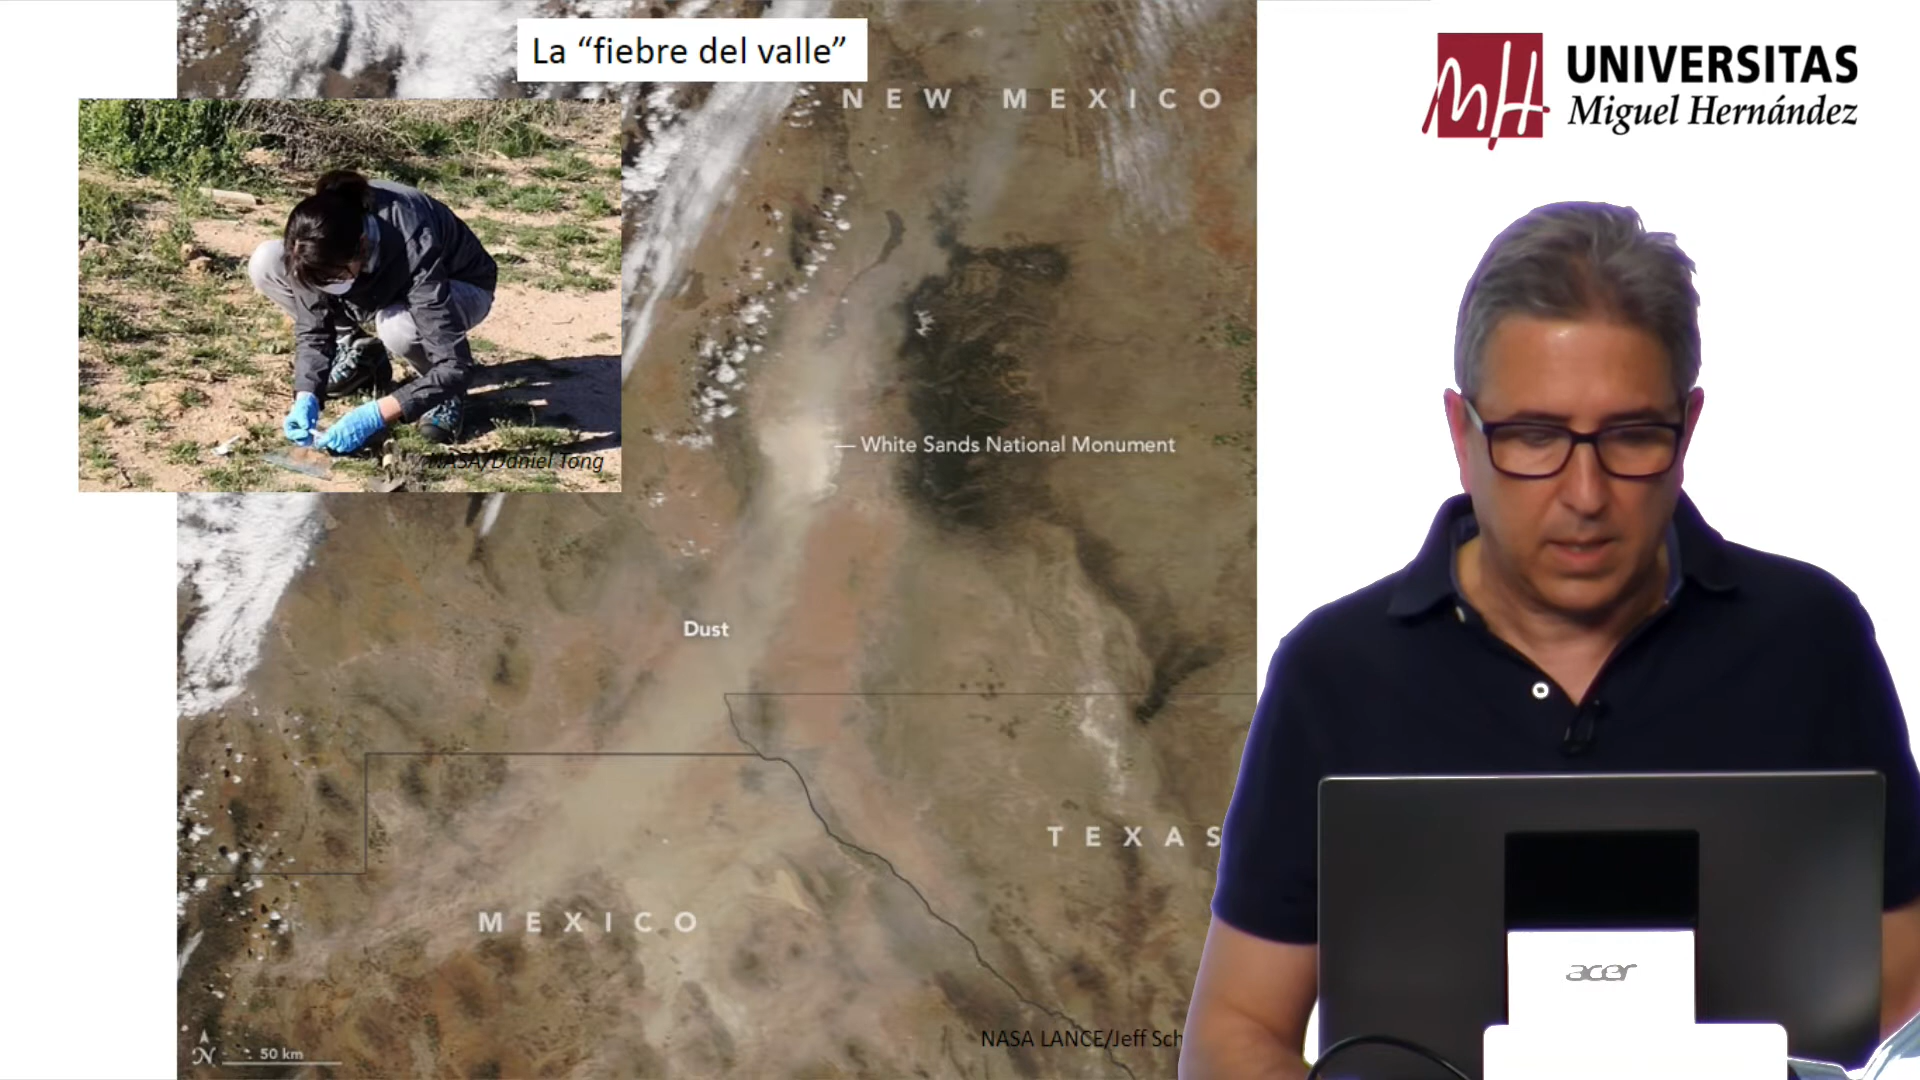 La “fiebre del valle”
NEW MEXICO
UNIVERSITAS
Miguel Hernández
White Sands National Monument
NASA/Daniel Tong
Dust
TEXAS
MEXICO
acer
NASA LANCE/Jeff Sch
N
50 km